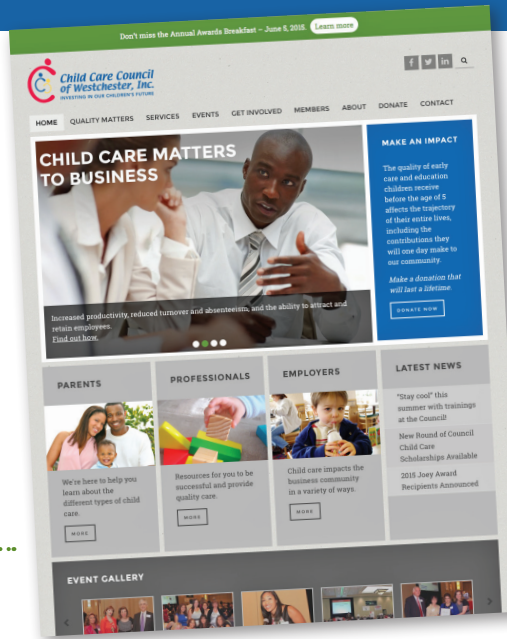 Don't miss the Annual Awards Breakfast – June 5, 2015. Learn more
Child Care Council
of Westchester, Inc.
INVESTING IN OUR CHILDREN'S FUTURE
HOME QUALITY MATTERS SERVICES EVENTS GET INVOLVED MEMBERS ABOUT DONATE CONTACT
CHILD CARE MATTERS
TO BUSINESS
Increased productivity, reduced turnover and absenteeism, and the ability to attract and
retain employees.
Find out how.
MAKE AN IMPACT
The quality of early
care and education
children receive
before the age of 5
affects the trajectory
of their entire lives,
including the
contributions they
will one day make to
our community.
Make a donation that
will last a lifetime.
DONATE NOW
PARENTS
We're here to help you
learn about the
different types of child
care.
MORE
PROFESSIONALS
Resources for you to be
successful and provide
quality care.
MORE
EMPLOYERS
Child care impacts the
business community
in a variety of ways.
MORE
LATEST NEWS
"Stay cool" this
summer with trainings
at the Council!
New Round of Council
Child Care
Scholarships Available
2015 Joey Award
Recipients Announced
EVENT GALLERY